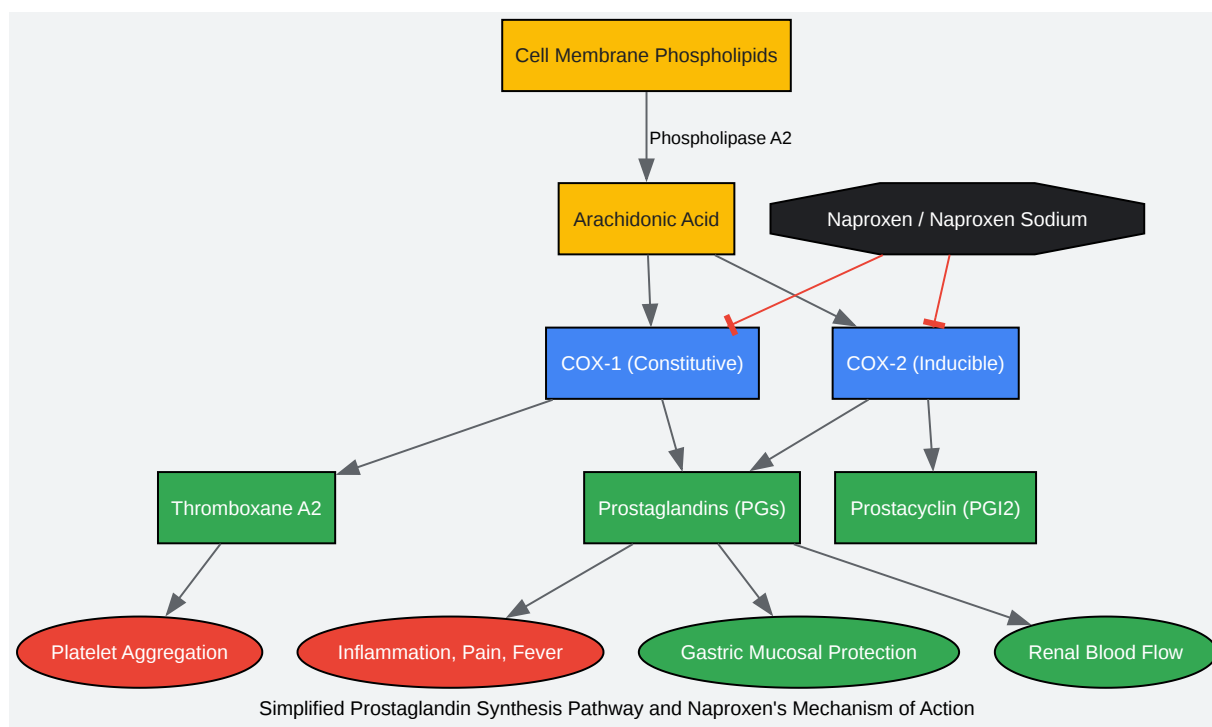 Cell Membrane Phospholipids
Phospholipase A2
Arachidonic Acid
Naproxen / Naproxen Sodium
COX-1 (Constitutive)
COX-2 (Inducible)
Thromboxane A2
Prostaglandins (PGs)
Prostacyclin (PGI2)
Platelet Aggregation
Inflammation, Pain, Fever
Gastric Mucosal Protection
Renal Blood Flow
Simplified Prostaglandin Synthesis Pathway and Naproxen's Mechanism of Action